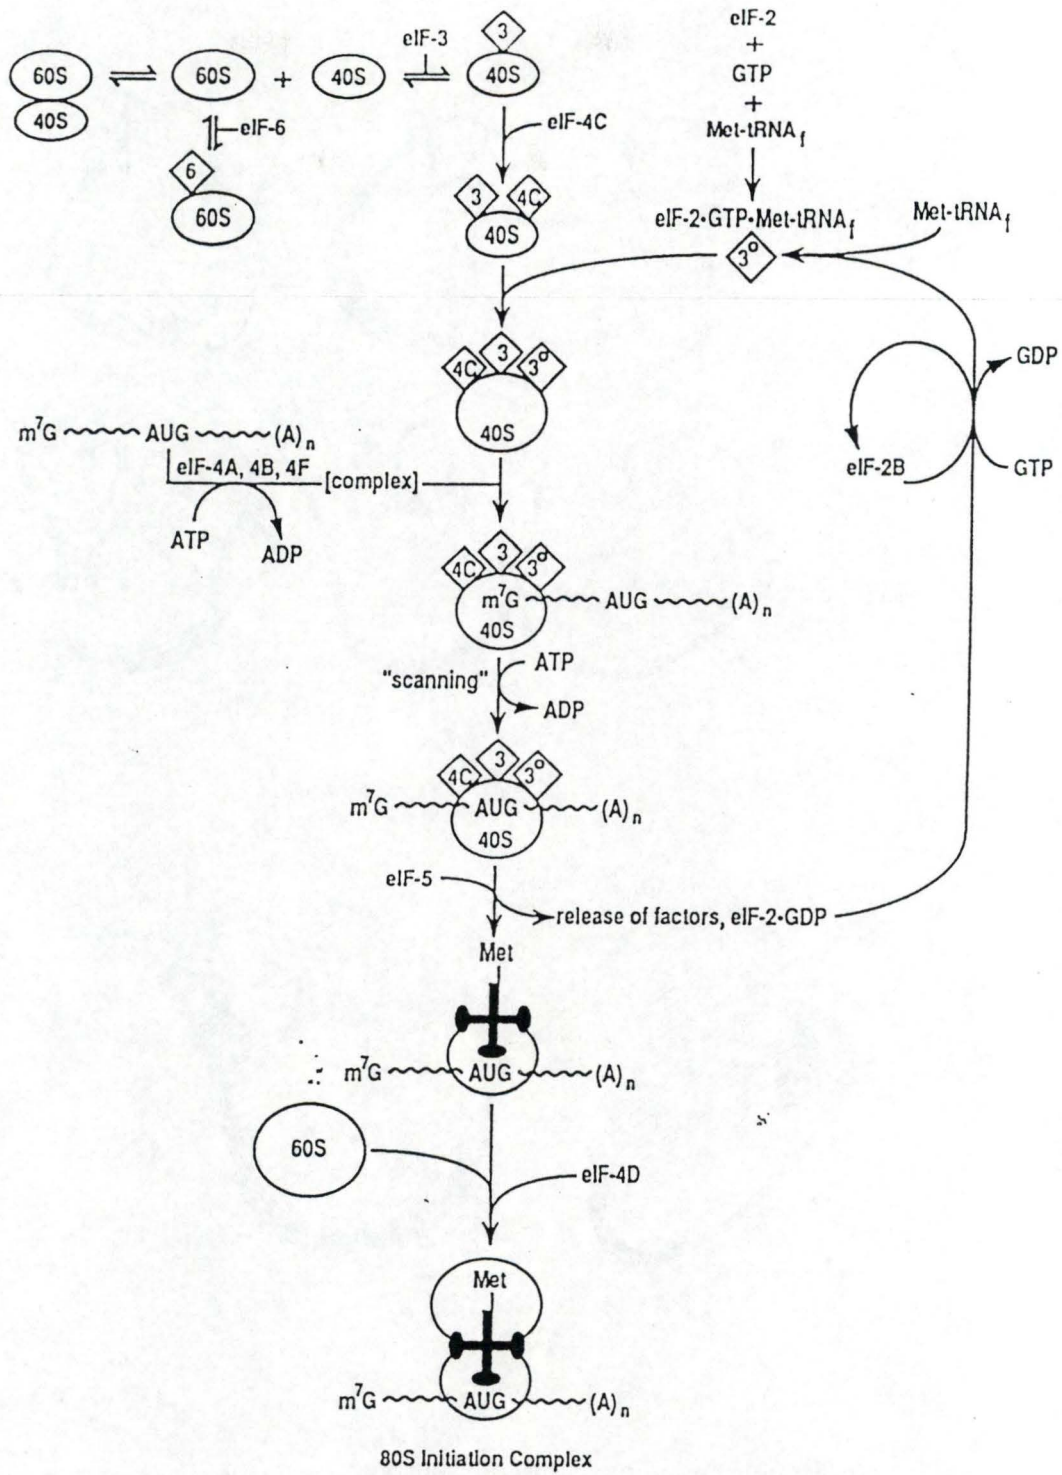 60S
40S
60S
+
40S
eIF-3
3
40S
eIF-6
6
60S
eIF-4C
3
4C
40S
eIF-2
+
GTP
+
Met-tRNAf
eIF-2•GTP•Met-tRNAf
3°
Met-tRNAf
4C
3
3°
40S
GDP
eIF-2B
GTP
m⁷G AUG (A)n
eIF-4A, 4B, 4F
[complex]
ATP
ADP
4C
3
3°
m⁷G AUG (A)n
40S
"scanning"
ATP
ADP
4C
3
3°
m⁷G AUG (A)n
40S
eIF-5
release of factors, eIF-2•GDP
Met
m⁷G AUG (A)n
60S
eIF-4D
Met
m⁷G AUG (A)n
80S Initiation Complex